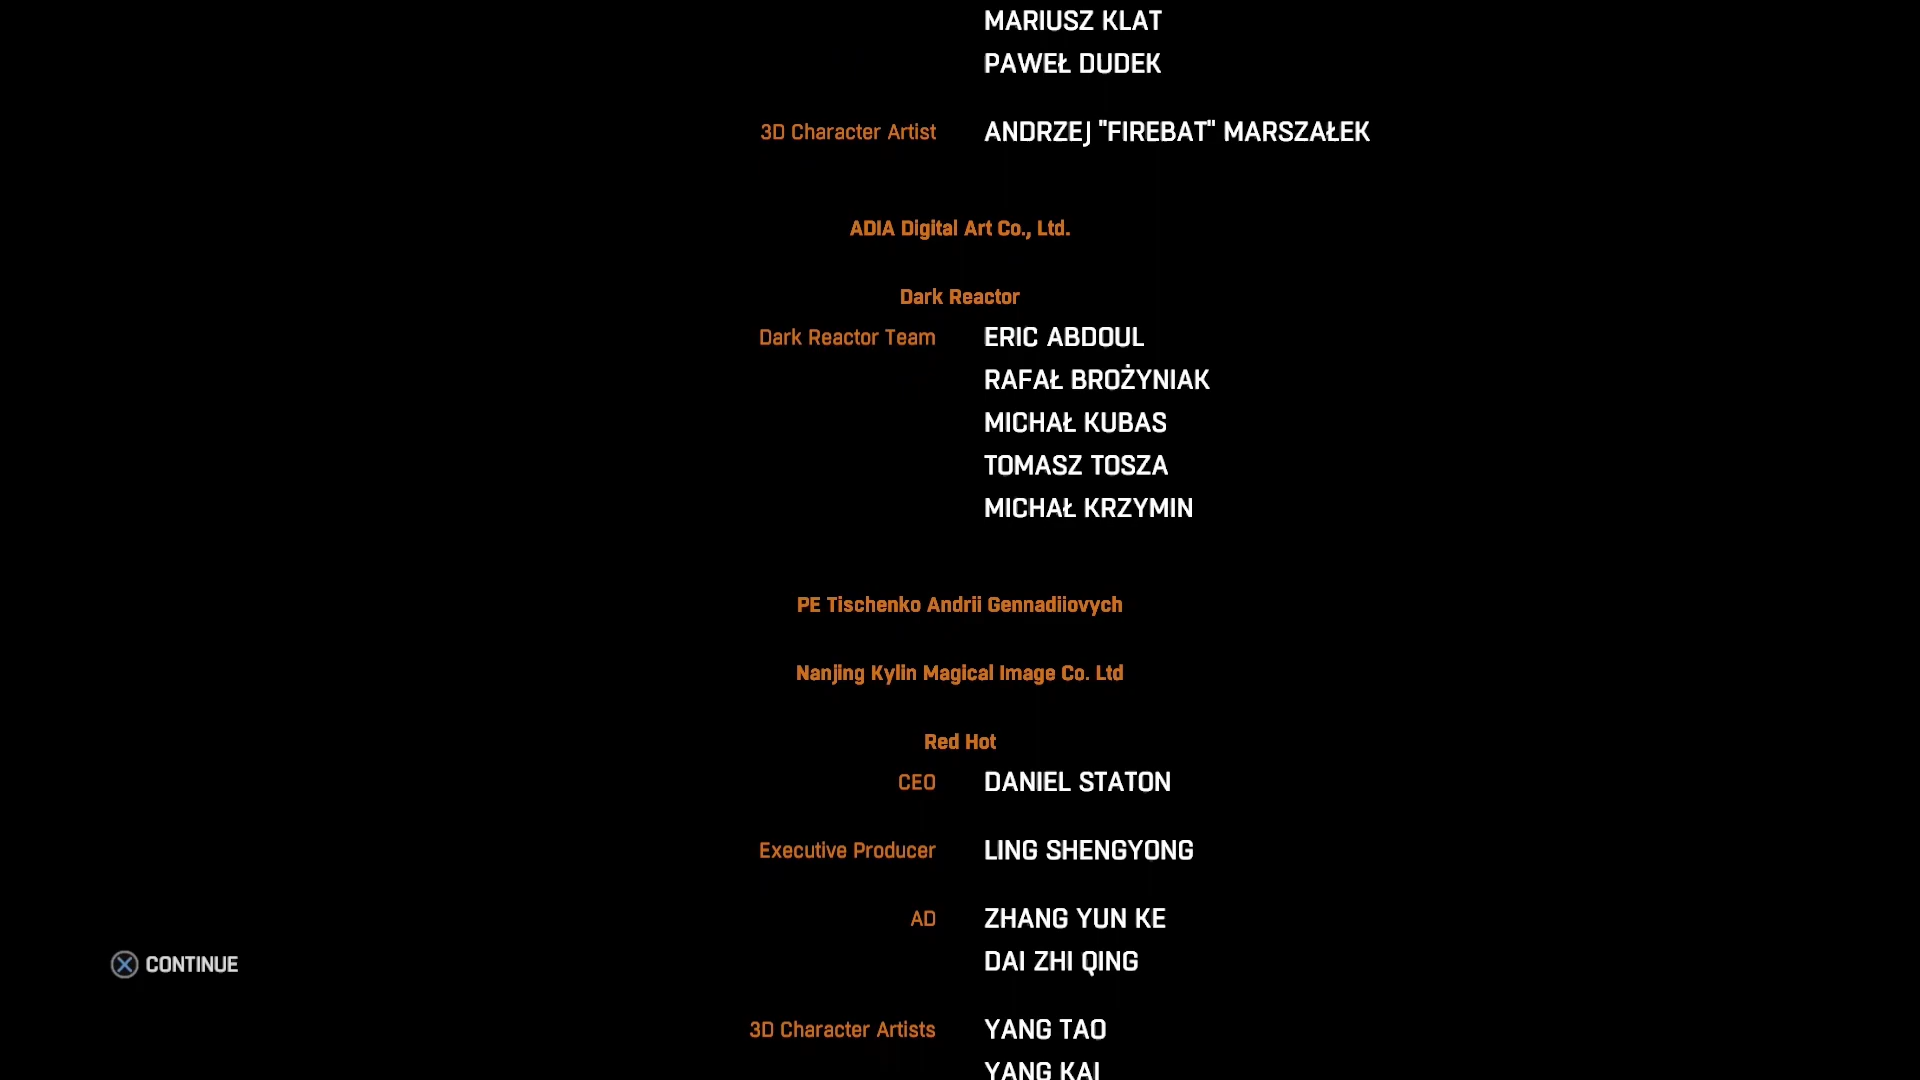 MARIUSZ KLAT
PAWEŁ DUDEK
3D Character Artist ANDRZEJ "FIREBAT" MARSZAŁEK
ADIA Digital Art Co., Ltd.
Dark Reactor
Dark Reactor Team ERIC ABDOUL
RAFAŁ BROŻYNIAK
MICHAŁ KUBAS
TOMASZ TOSZA
MICHAŁ KRZYMIN
PE Tischenko Andrii Gennadiiovych
Nanjing Kylin Magical Image Co. Ltd
Red Hot
CEO DANIEL STATON
Executive Producer LING SHENGYONG
AD ZHANG YUN KE
DAI ZHI QING
CONTINUE
3D Character Artists YANG TAO
YANG KAI